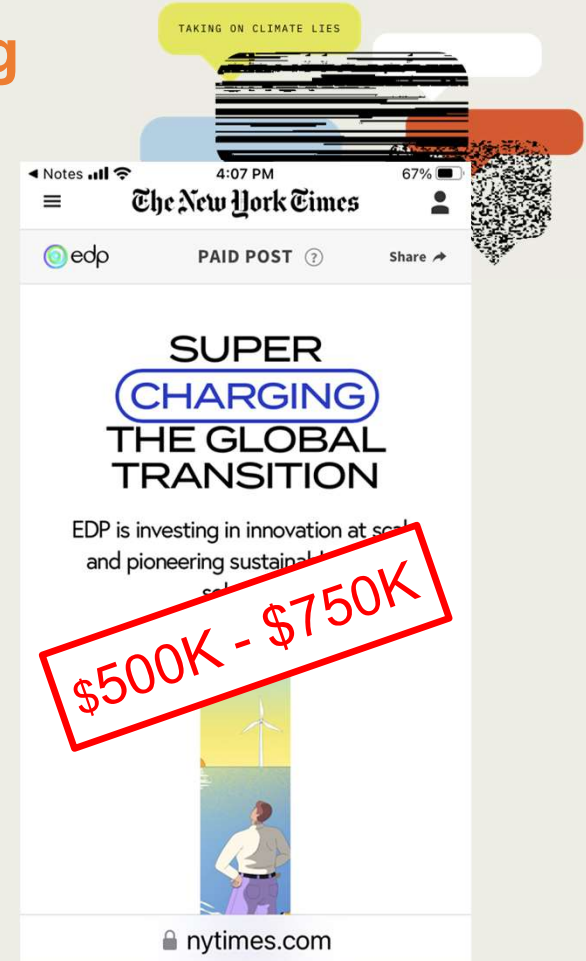 g
TAKING ON CLIMATE LIES
Notes 4:07 PM 67%
The New York Times
edp PAID POST ? Share
SUPER
CHARGING
THE GLOBAL
TRANSITION
EDP is investing in innovation at
and pioneering
$500K - $750K
nytimes.com